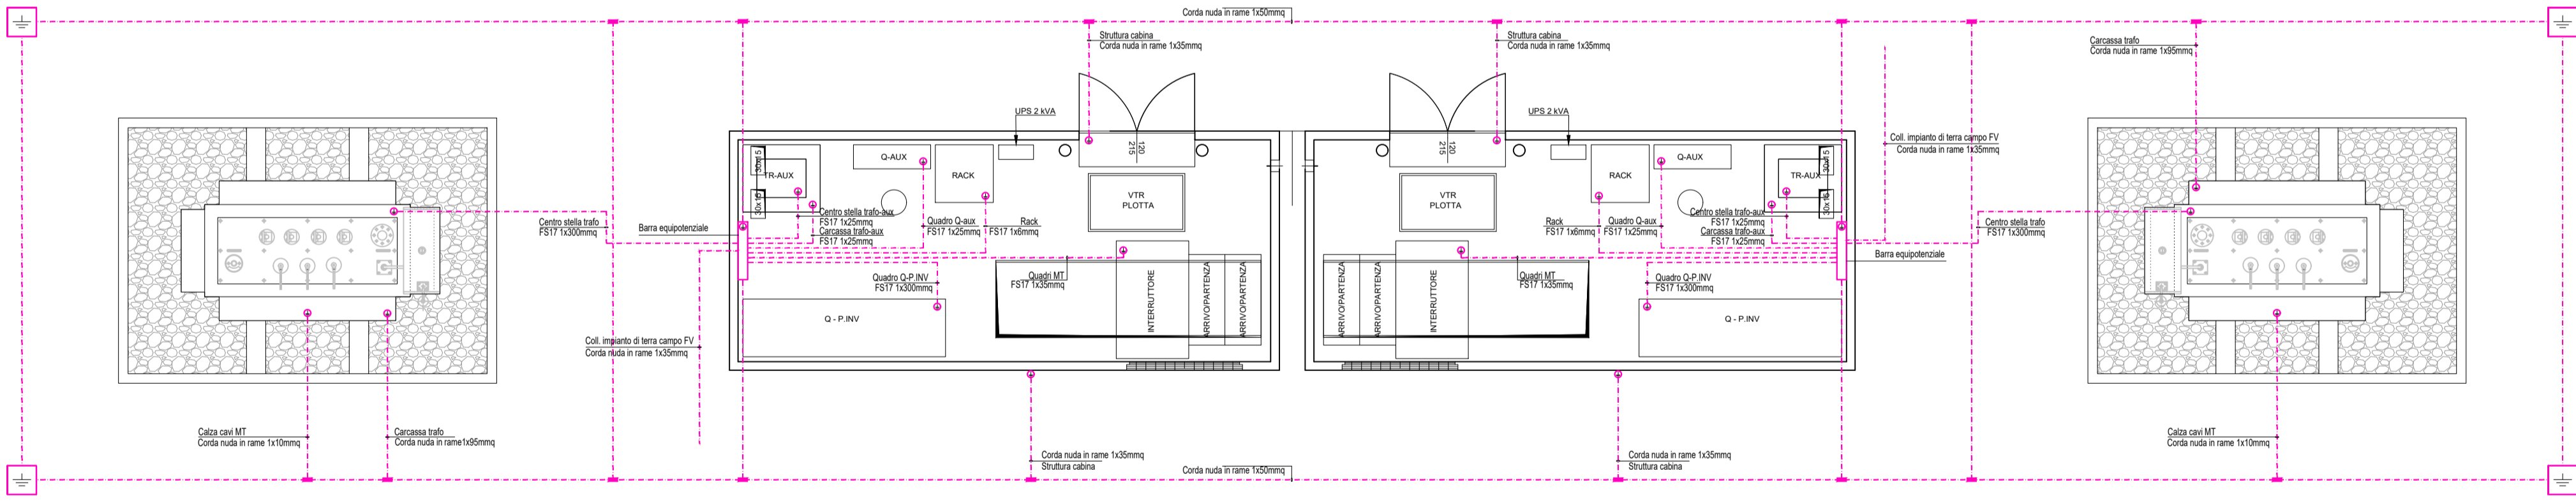 Corda nuda in rame 1x50mmq
Struttura cabina
Corda nuda in rame 1x35mmq
Struttura cabina
Corda nuda in rame 1x35mmq
Carcassa trafo
Corda nuda in rame 1x95mmq
UPS 2 kVA
UPS 2 kVA
120
215
120
215
Coll. impianto di terra campo FV
Corda nuda in rame 1x35mmq
30x15
TR-AUX
30x15
Q-AUX
RACK
VTR
PLOTTA
VTR
PLOTTA
RACK
Q-AUX
TR-AUX
30x15
30x15
Centro stella trafo
FS17 1x300mmq
Barra equipotenziale
Centro stella trafo-aux
FS17 1x25mmq
Carcassa trafo-aux
FS17 1x25mmq
Quadro Q-aux
FS17 1x25mmq
Rack
FS17 1x6mmq
Rack
FS17 1x6mmq
Quadro Q-aux
FS17 1x25mmq
Centro stella trafo-aux
FS17 1x25mmq
Carcassa trafo-aux
FS17 1x25mmq
Centro stella trafo
FS17 1x300mmq
Barra equipotenziale
Quadro Q-P.INV
FS17 1x300mmq
Quadri MT
FS17 1x35mmq
INTERRUTTORE
ARRIVO/PARTENZA
ARRIVO/PARTENZA
ARRIVO/PARTENZA
ARRIVO/PARTENZA
INTERRUTTORE
Quadri MT
FS17 1x35mmq
Quadro Q-P.INV
FS17 1x300mmq
Q - P.INV
Q - P.INV
Coll. impianto di terra campo FV
Corda nuda in rame 1x35mmq
Calza cavi MT
Corda nuda in rame 1x10mmq
Carcassa trafo
Corda nuda in rame1x95mmq
Calza cavi MT
Corda nuda in rame 1x10mmq
Corda nuda in rame 1x35mmq
Struttura cabina
Corda nuda in rame 1x50mmq
Corda nuda in rame 1x35mmq
Struttura cabina